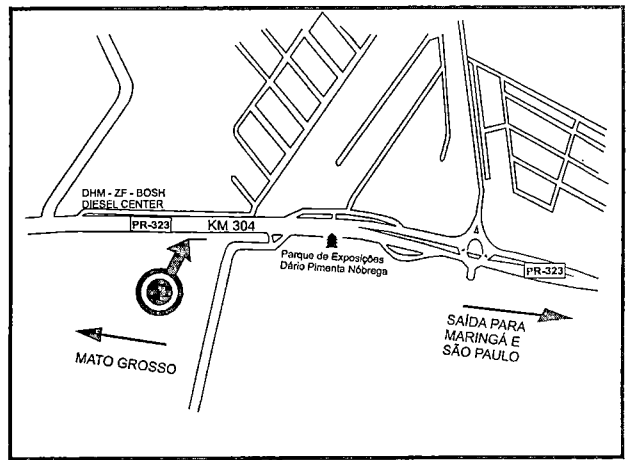 DHM - ZF - BOSH
DIESEL CENTER
PR-323
KM 304
4
Parque de Exposições
Dário Pimenta Nóbrega
PR-323
MATO GROSSO
SAÍDA PARA
MARINGÁ E
SÃO PAULO